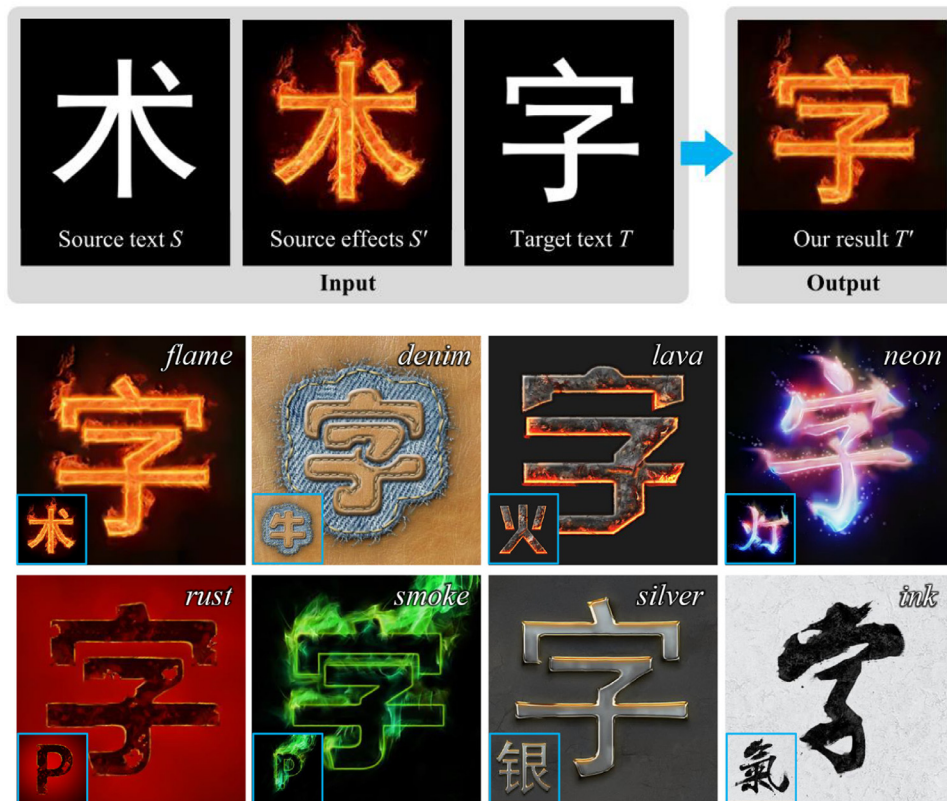 术 术 字 字
Source text S Source effects S′ Target text T Our result T′
Input Output
flame denim lava neon
字 字 字 字
术 牛 火 灯
rust smoke silver ink
字 字 字 字
P P 银 氣